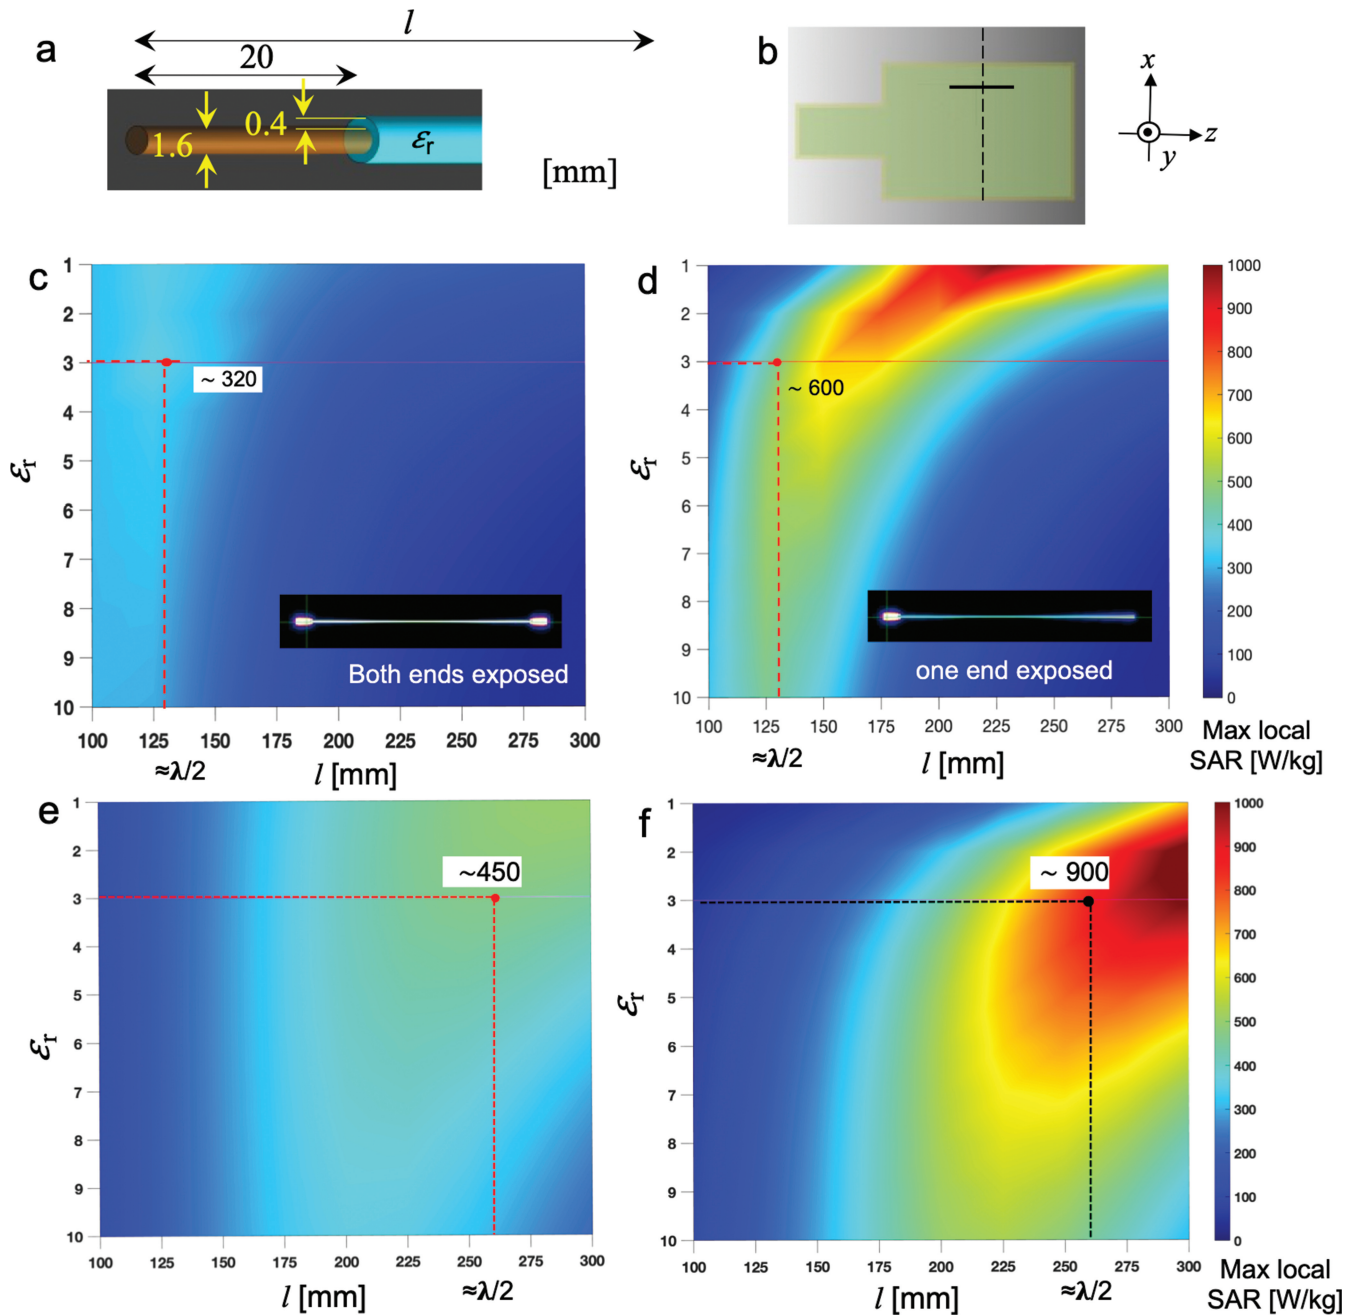 a
l
20
0.4
1.6
εr
[mm]
b
x
z
y
c
1
2
3
4
5
6
7
8
9
10
εr
~ 320
Both ends exposed
100 125 150 175 200 225 250 275 300
≈λ/2
l [mm]
d
1
2
3
4
5
6
7
8
9
10
εr
~ 600
one end exposed
100 125 150 175 200 225 250 275 300
≈λ/2
l [mm]
1000
900
800
700
600
500
400
300
200
100
0
Max local
SAR [W/kg]
e
1
2
3
4
5
6
7
8
9
10
εr
~450
100 125 150 175 200 225 250 275 300
l [mm]
≈λ/2
f
1
2
3
4
5
6
7
8
9
10
εr
~ 900
100 125 150 175 200 225 250 275 300
l [mm]
≈λ/2
1000
900
800
700
600
500
400
300
200
100
0
Max local
SAR [W/kg]